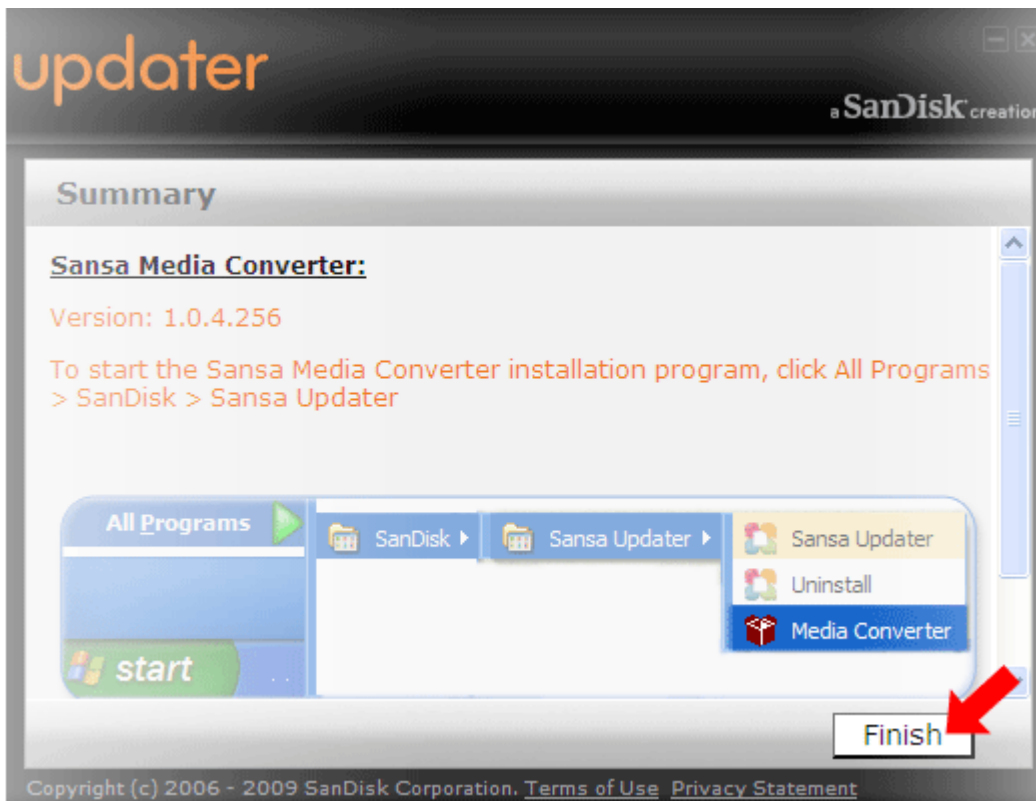 updater
a SanDisk creation
Summary
Sansa Media Converter:
Version: 1.0.4.256
To start the Sansa Media Converter installation program, click All Programs
> SanDisk > Sansa Updater
All Programs
SanDisk
Sansa Updater
Sansa Updater
Uninstall
Media Converter
start
Finish
Copyright (c) 2006 - 2009 SanDisk Corporation. Terms of Use Privacy Statement